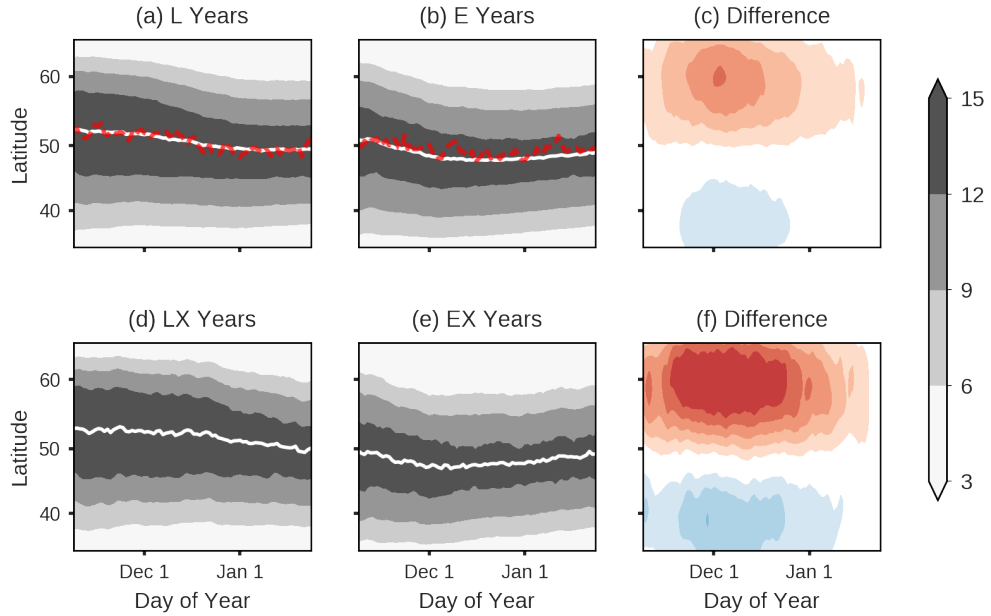 (a) L Years
(b) E Years
(c) Difference
Latitude
60
50
40
15
12
9
6
3
(d) LX Years
(e) EX Years
(f) Difference
Latitude
60
50
40
Dec 1
Jan 1
Dec 1
Jan 1
Dec 1
Jan 1
Day of Year
Day of Year
Day of Year